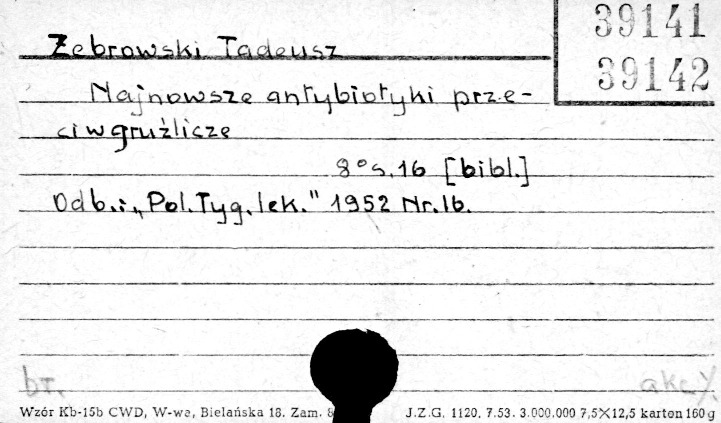 39141
39142
Żebrowski Tadeusz
Najnowsze antybiotyki prze-
ciwgruźlicze
8° s. 16 [bibl.]
Odb.: „Pol. Tyg. lek." 1952 Nr. 16.
br.
akc/.
Wzór Kb-15b CWD, W-wa, Bielańska 18. Zam. 8
J.Z.G. 1120. 7.53. 3.000.000 7,5×12,5 karton 160 g